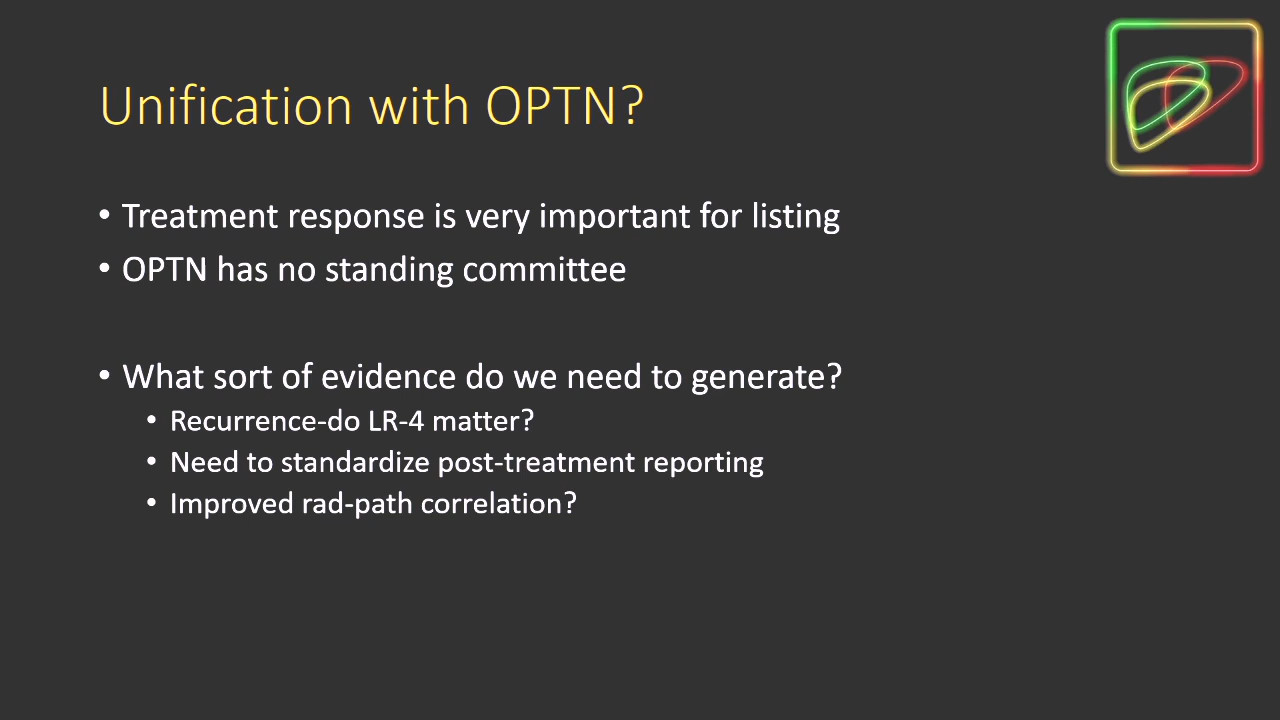 Unification with OPTN?
• Treatment response is very important for listing
• OPTN has no standing committee
• What sort of evidence do we need to generate?
• Recurrence-do LR-4 matter?
• Need to standardize post-treatment reporting
• Improved rad-path correlation?